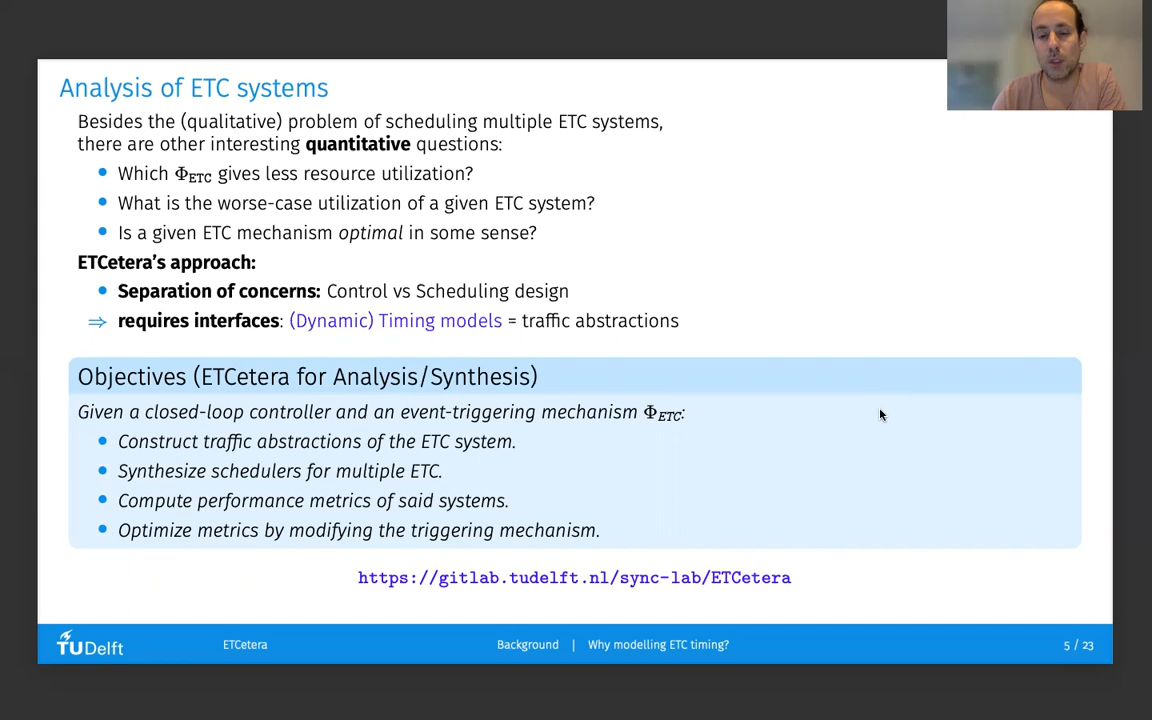 Analysis of ETC systems
Besides the (qualitative) problem of scheduling multiple ETC systems,
there are other interesting quantitative questions:
• Which Φ_ETC gives less resource utilization?
• What is the worse-case utilization of a given ETC system?
• Is a given ETC mechanism optimal in some sense?
ETCetera's approach:
• Separation of concerns: Control vs Scheduling design
⇒ requires interfaces: (Dynamic) Timing models = traffic abstractions
Objectives (ETCetera for Analysis/Synthesis)
Given a closed-loop controller and an event-triggering mechanism Φ_ETC:
• Construct traffic abstractions of the ETC system.
• Synthesize schedulers for multiple ETC.
• Compute performance metrics of said systems.
• Optimize metrics by modifying the triggering mechanism.
https://gitlab.tudelft.nl/sync-lab/ETCetera
TUDelft ETCetera Background | Why modelling ETC timing? 5 / 23